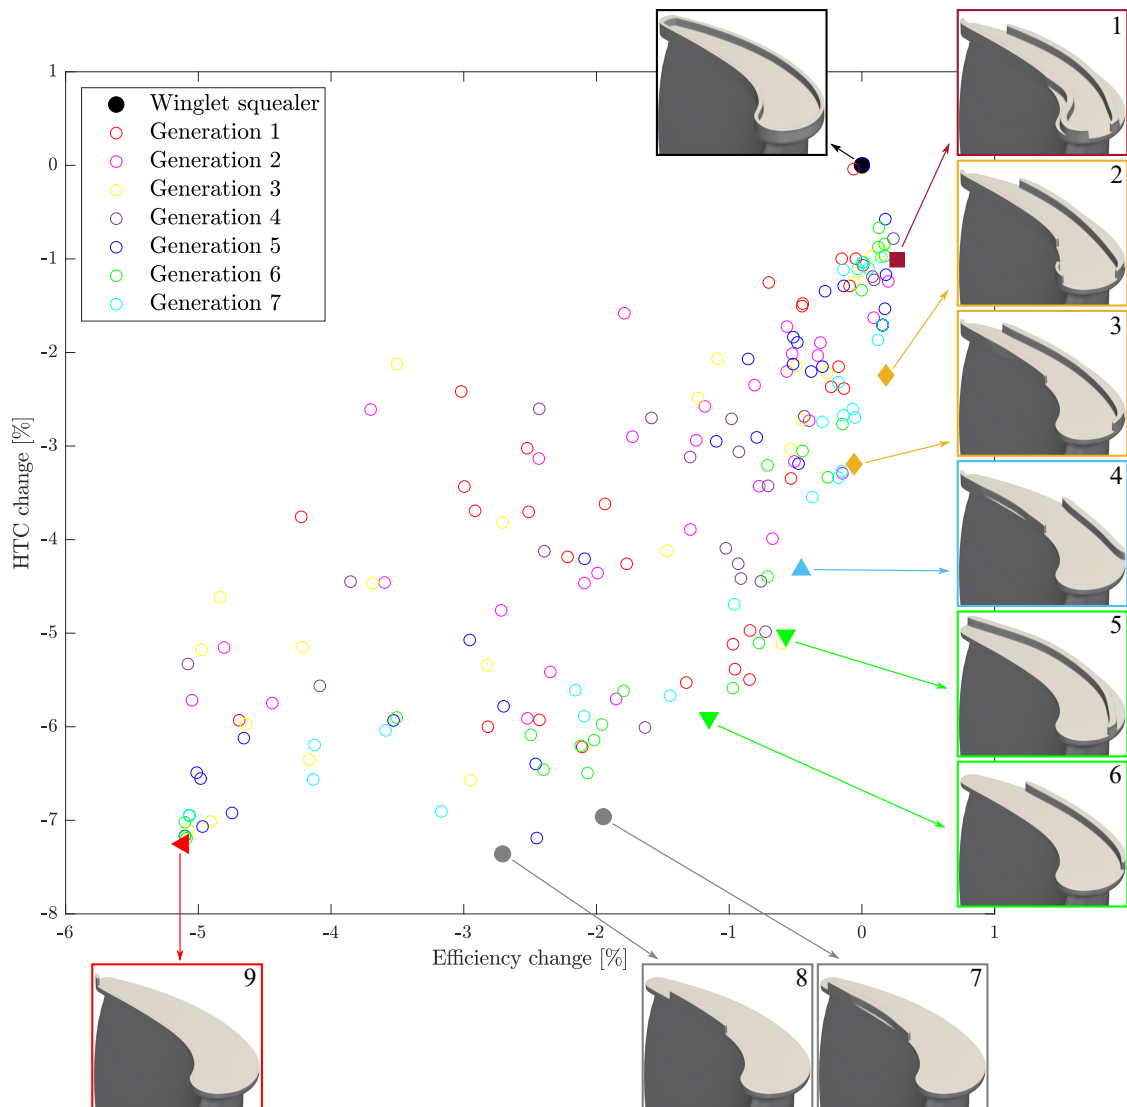 1
2
3
4
5
6
9
8
7
1
0
-1
-2
-3
-4
-5
-6
-7
-8
HTC change [%]
Winglet squealer
Generation 1
Generation 2
Generation 3
Generation 4
Generation 5
Generation 6
Generation 7
-6
-5
-4
-3
-2
-1
0
1
Efficiency change [%]